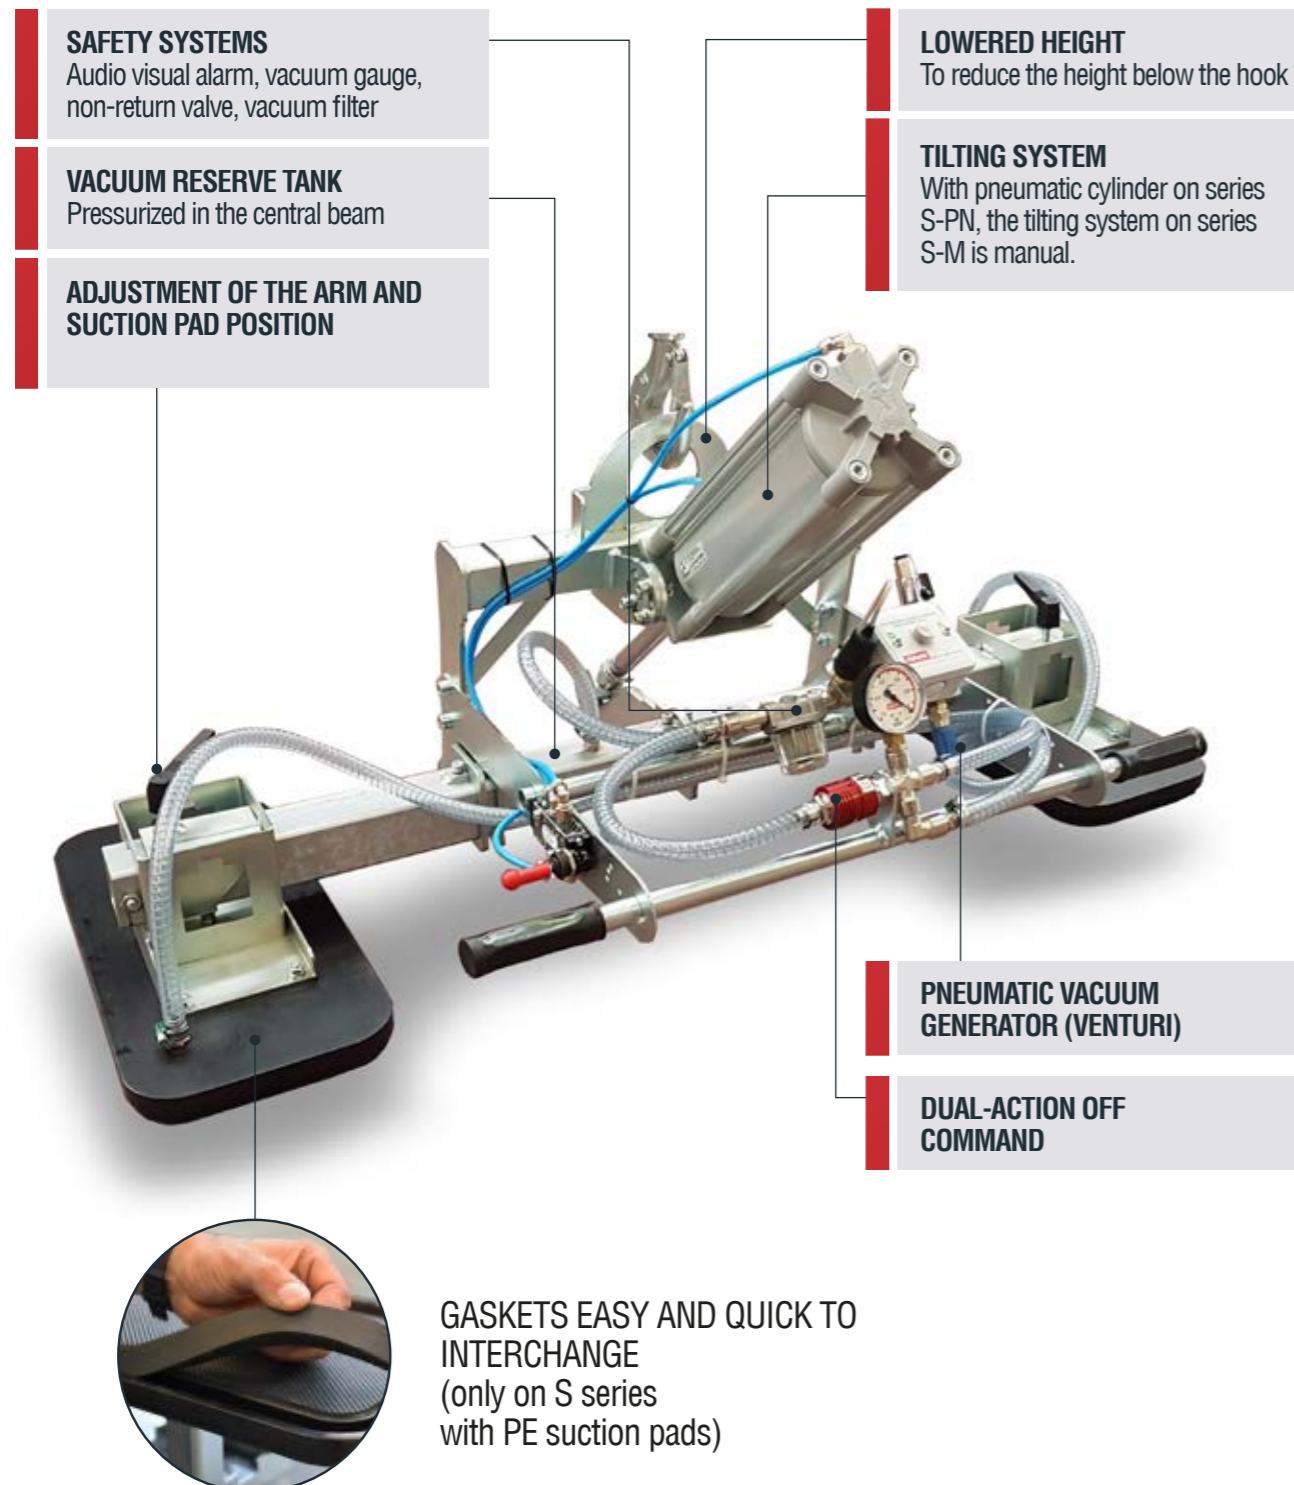 SAFETY SYSTEMS
Audio visual alarm, vacuum gauge,
non-return valve, vacuum filter
VACUUM RESERVE TANK
Pressurized in the central beam
ADJUSTMENT OF THE ARM AND
SUCTION PAD POSITION
LOWERED HEIGHT
To reduce the height below the hook
TILTING SYSTEM
With pneumatic cylinder on series
S-PN, the tilting system on series
S-M is manual.
PNEUMATIC VACUUM
GENERATOR (VENTURI)
DUAL-ACTION OFF
COMMAND
GASKETS EASY AND QUICK TO
INTERCHANGE
(only on S series
with PE suction pads)